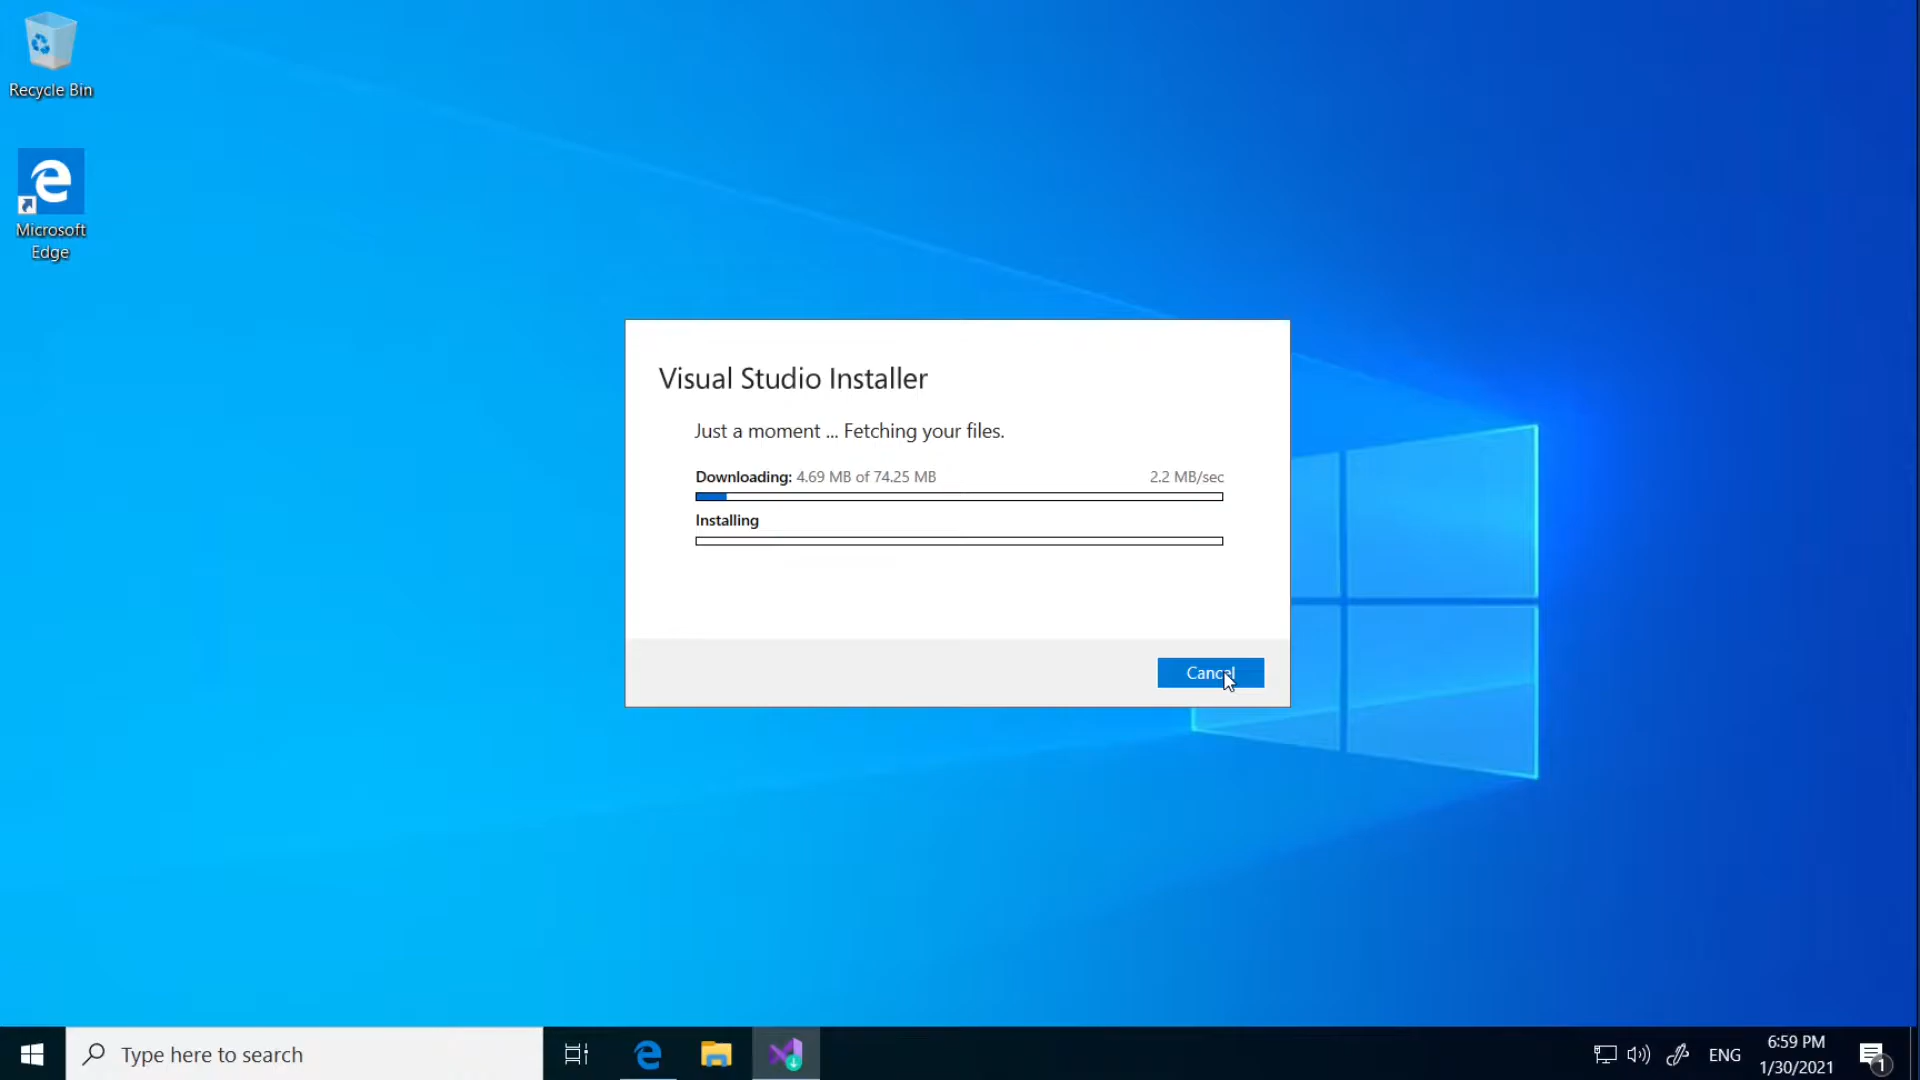 Recycle Bin
Microsoft
Edge
Visual Studio Installer
Just a moment ... Fetching your files.
Downloading: 4.69 MB of 74.25 MB 2.2 MB/sec
Installing
Cancel
Type here to search
ENG
6:59 PM
1/30/2021
1